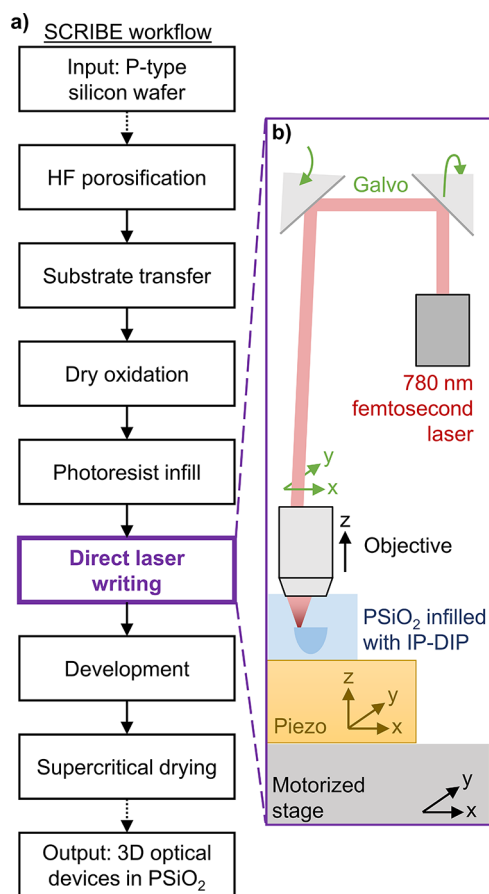 a)
SCRIBE workflow
Input: P-type
silicon wafer
HF porosification
Substrate transfer
Dry oxidation
Photoresist infill
Direct laser
writing
Development
Supercritical drying
Output: 3D optical
devices in PSiO₂
b)
Galvo
780 nm
femtosecond
laser
y
x
z
Objective
PSiO₂ infilled
with IP-DIP
z
y
x
Piezo
Motorized
stage
y
x